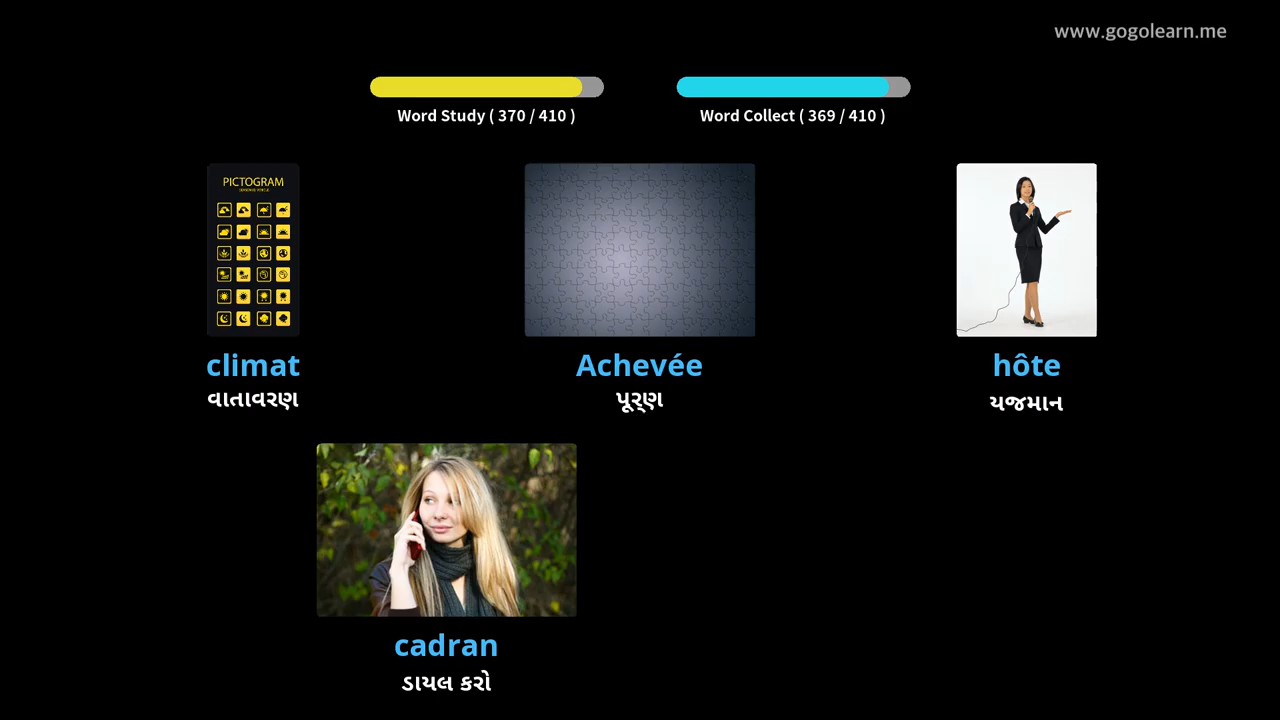 www.gogolearn.me
Word Study ( 370 / 410 )
Word Collect ( 369 / 410 )
PICTOGRAM
climat
વાતાવરણ
Achevée
પૂર્ણ
hôte
યજમાન
cadran
ડાયલ કરો